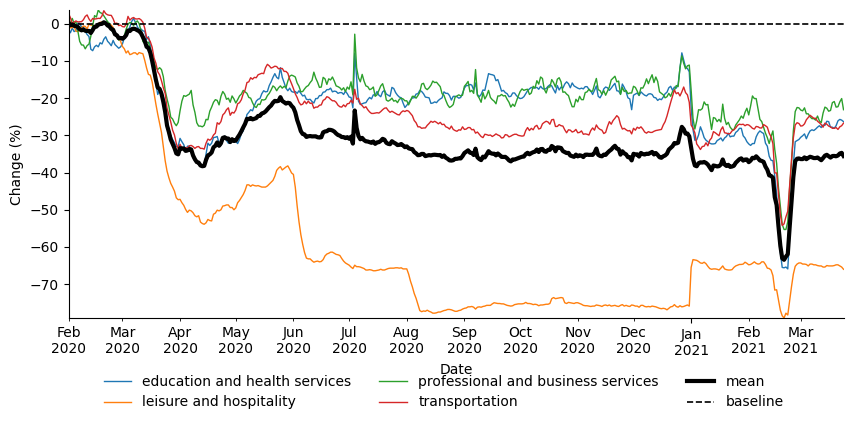 0
−10
−20
−30
−40
−50
−60
−70
Change (%)
Feb Mar Apr May Jun Jul Aug Sep Oct Nov Dec Jan Feb Mar
2020 2020 2020 2020 2020 2020 2020 2020 2020 2020 2020 2021 2021 2021
Date
education and health services professional and business services mean
leisure and hospitality transportation baseline